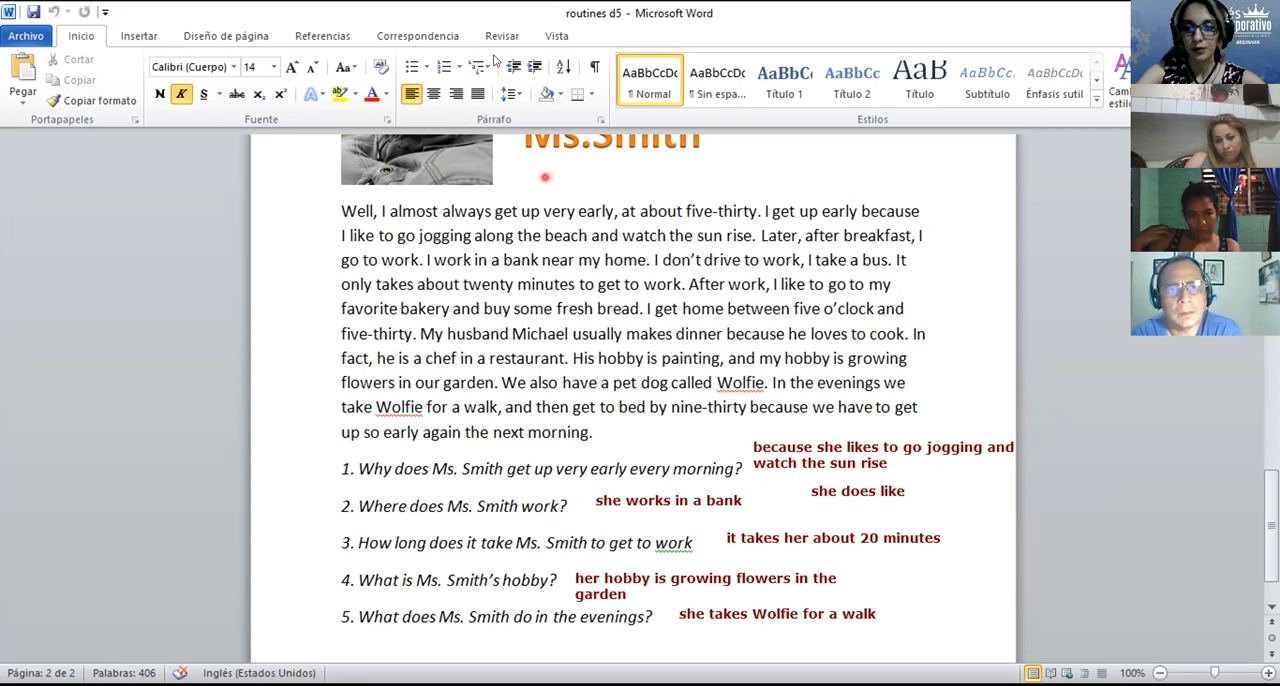 routines d5 - Microsoft Word
Archivo Inicio Insertar Diseño de página Referencias Correspondencia Revisar Vista
Pegar
Cortar
Copiar
Copiar formato
Portapapeles
Calibri (Cuerpo) 14
N K S abc x₂ x²
Fuente
Párrafo
AaBbCcDc AaBbCcDc AaBbC AaBbCc AaB AaBbCc. AaBbCcDc
¶ Normal ¶ Sin espa... Título 1 Título 2 Título Subtítulo Énfasis sutil
Estilos
BEGINNER
Ms.Smith
Well, I almost always get up very early, at about five-thirty. I get up early because
I like to go jogging along the beach and watch the sun rise. Later, after breakfast, I
go to work. I work in a bank near my home. I don’t drive to work, I take a bus. It
only takes about twenty minutes to get to work. After work, I like to go to my
favorite bakery and buy some fresh bread. I get home between five o’clock and
five-thirty. My husband Michael usually makes dinner because he loves to cook. In
fact, he is a chef in a restaurant. His hobby is painting, and my hobby is growing
flowers in our garden. We also have a pet dog called Wolfie. In the evenings we
take Wolfie for a walk, and then get to bed by nine-thirty because we have to get
up so early again the next morning.
1. Why does Ms. Smith get up very early every morning?
because she likes to go jogging and
watch the sun rise
she does like
2. Where does Ms. Smith work?
she works in a bank
3. How long does it take Ms. Smith to get to work
it takes her about 20 minutes
4. What is Ms. Smith’s hobby?
her hobby is growing flowers in the
garden
5. What does Ms. Smith do in the evenings?
she takes Wolfie for a walk
Página: 2 de 2 Palabras: 406 Inglés (Estados Unidos) 100%